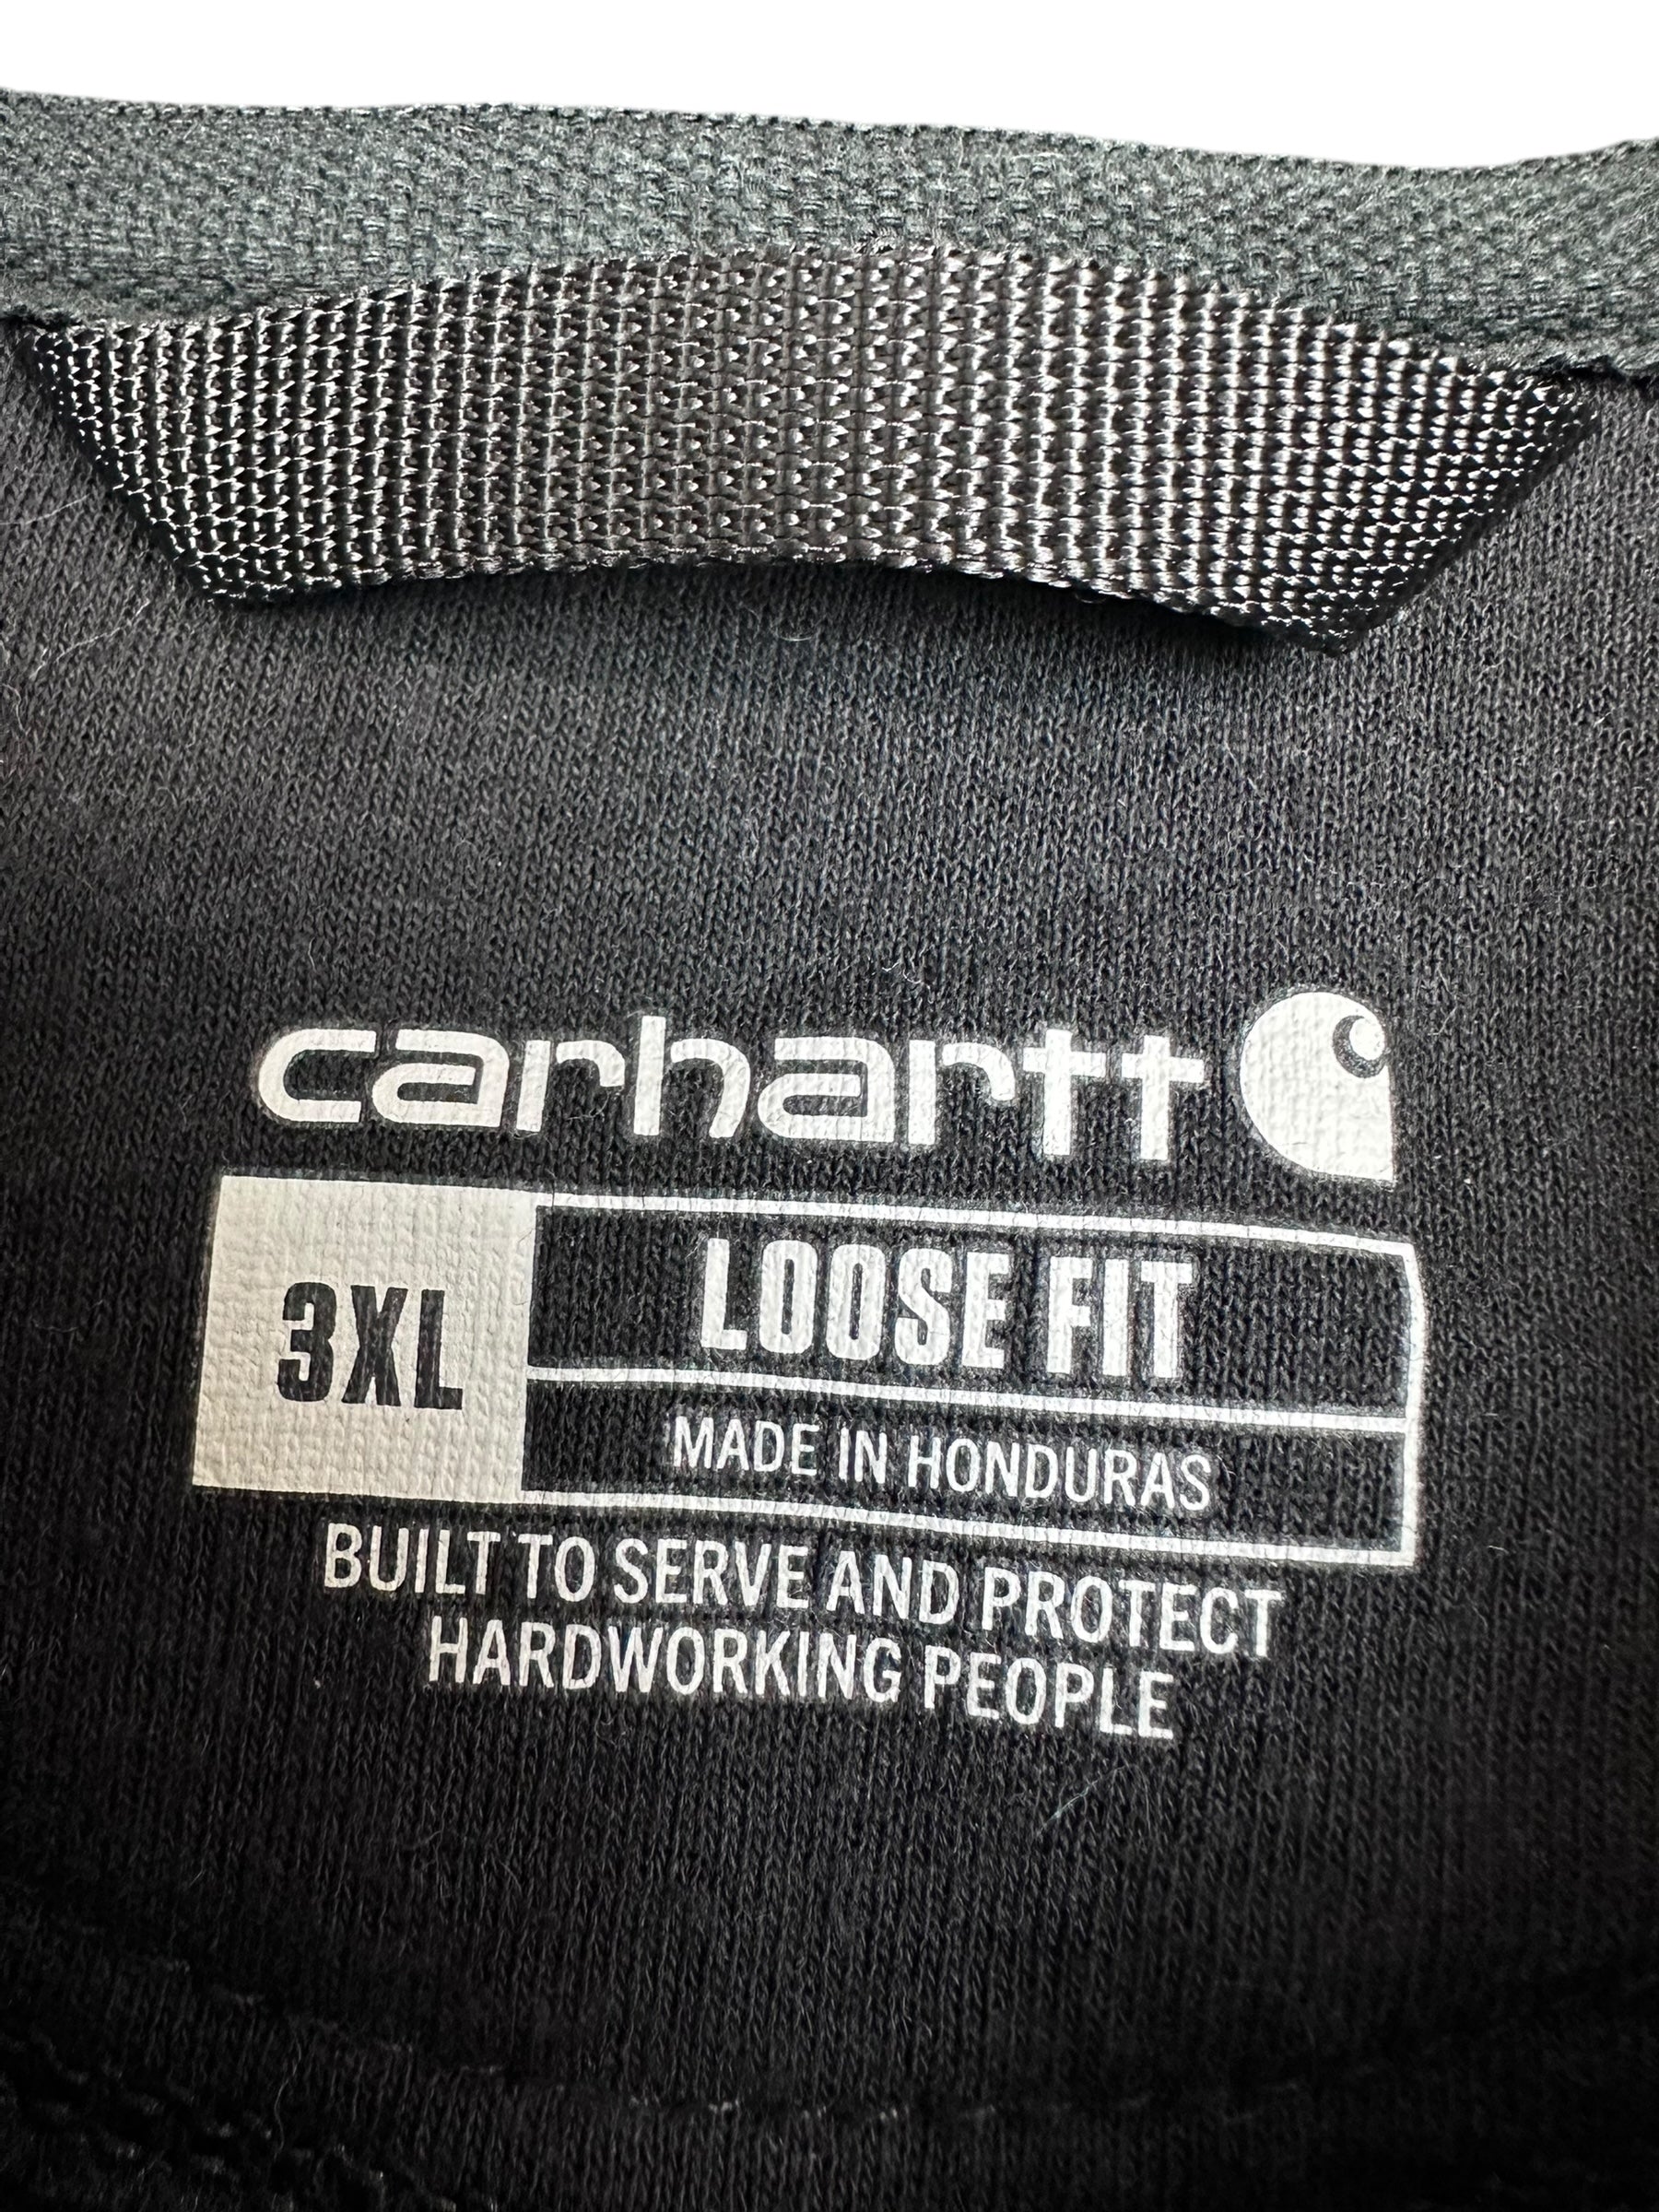 carhartt
3XL
LOOSE FIT
MADE IN HONDURAS
BUILT TO SERVE AND PROTECT
HARDWORKING PEOPLE